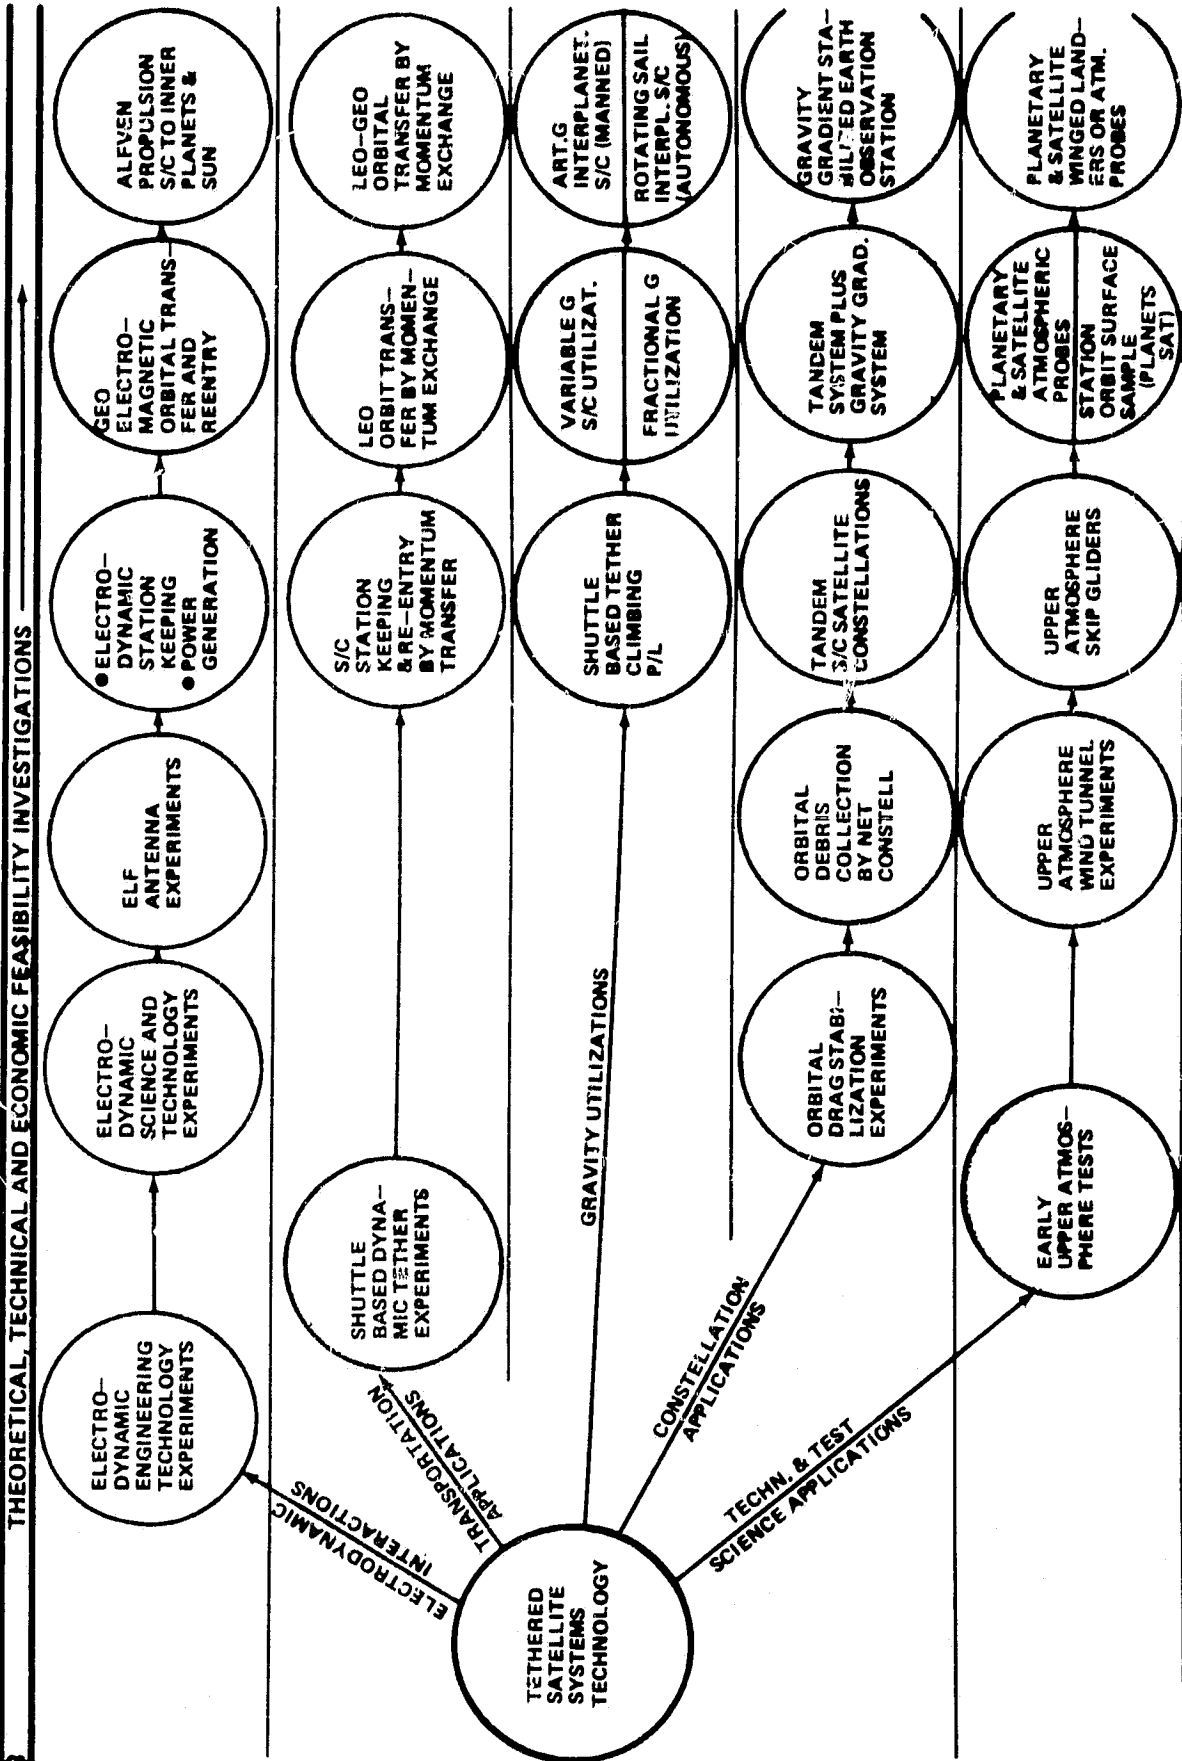 THEORETICAL, TECHNICAL AND ECONOMIC FEASIBILITY INVESTIGATIONS
TETHERED
SATELLITE
SYSTEMS
TECHNOLOGY
ELECTRODYNAMIC
INTERACTIONS
ELECTRO–
DYNAMIC
ENGINEERING
TECHNOLOGY
EXPERIMENTS
ELECTRO–
DYNAMIC
SCIENCE AND
TECHNOLOGY
EXPERIMENTS
ELF
ANTENNA
EXPERIMENTS
● ELECTRO–
DYNAMIC
STATION
KEEPING
● POWER
GENERATION
GEO
ELECTRO–
MAGNETIC
ORBITAL TRANS–
FER AND
REENTRY
ALFVEN
PROPULSION
S/C TO INNER
PLANETS &
SUN
TRANSPORTATION
APPLICATIONS
SHUTTLE
BASED DYNA–
MIC TETHER
EXPERIMENTS
S/C
STATION
KEEPING
& RE–ENTRY
BY MOMENTUM
TRANSFER
LEO
ORBIT TRANS–
FER BY MOMEN–
TUM EXCHANGE
LEO–GEO
ORBITAL
TRANSFER BY
MOMENTUM
EXCHANGE
GRAVITY UTILIZATIONS
SHUTTLE
BASED TETHER
CLIMBING
P/L
VARIABLE G
S/C UTILIZAT.
FRACTIONAL G
UTILIZATION
ART.G
INTERPLANET.
S/C (MANNED)
ROTATING SAIL
INTERPL. S/C
(AUTONOMOUS)
CONSTELLATION
APPLICATIONS
ORBITAL
DRAG STABI–
LIZATION
EXPERIMENTS
ORBITAL
DEBRIS
COLLECTION
BY NET
CONSTELL
TANDEM
S/C SATELLITE
CONSTELLATIONS
TANDEM
SYSTEM PLUS
GRAVITY GRAD.
SYSTEM
GRAVITY
GRADIENT STA–
BILIZED EARTH
OBSERVATION
STATION
TECHN. & TEST
SCIENCE APPLICATIONS
EARLY
UPPER ATMOS–
PHERE TESTS
UPPER
ATMOSPHERE
WIND TUNNEL
EXPERIMENTS
UPPER
ATMOSPHERE
SKIP GLIDERS
PLANETARY
& SATELLITE
ATMOSPHERIC
PROBES
STATION
ORBIT SURFACE
SAMPLE
(PLANETS
SAT)
PLANETARY
& SATELLITE
WINGED LAND–
ERS OR ATM.
PROBES